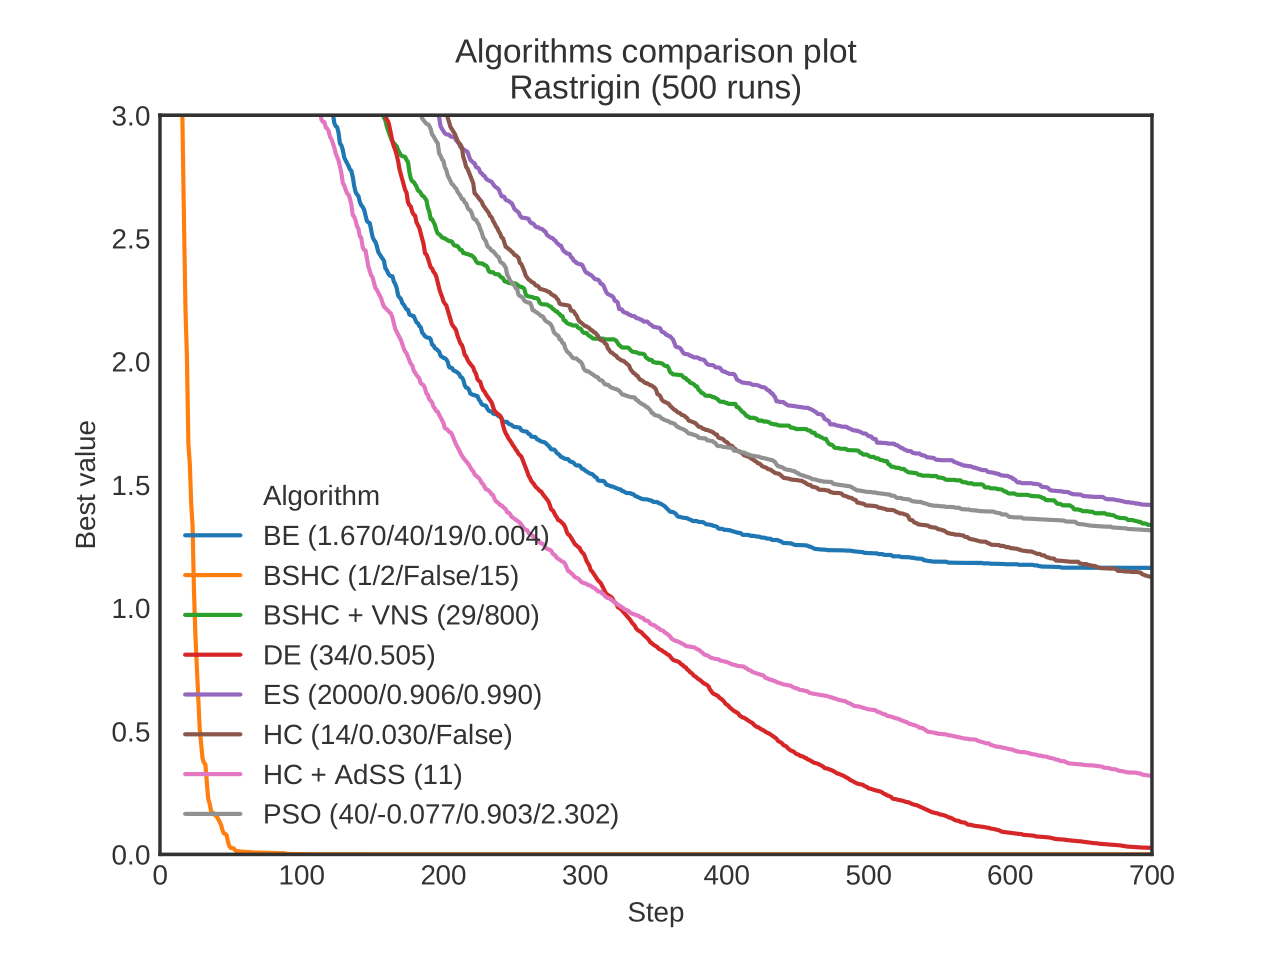 Algorithms comparison plot
Rastrigin (500 runs)
3.0
2.5
2.0
1.5
1.0
0.5
0.0
Best value
Algorithm
BE (1.670/40/19/0.004)
BSHC (1/2/False/15)
BSHC + VNS (29/800)
DE (34/0.505)
ES (2000/0.906/0.990)
HC (14/0.030/False)
HC + AdSS (11)
PSO (40/-0.077/0.903/2.302)
0 100 200 300 400 500 600 700
Step